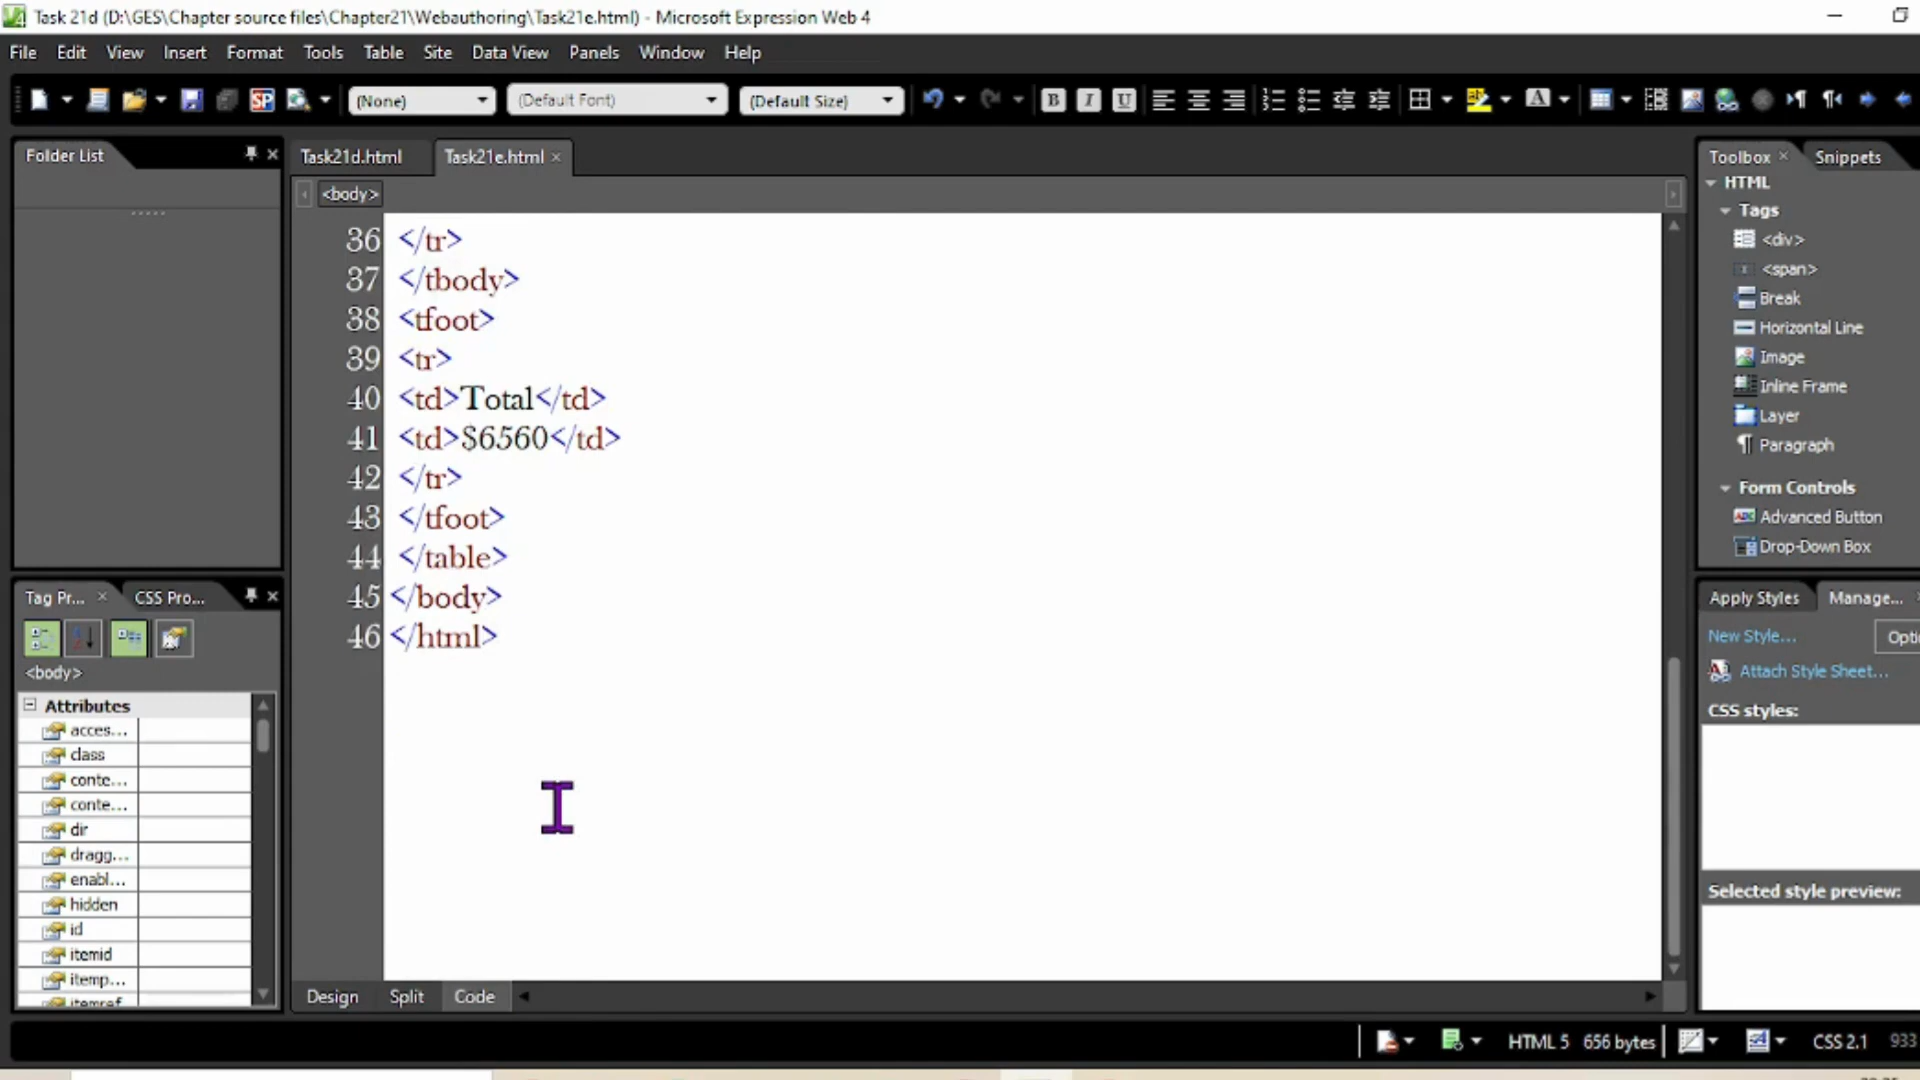 Task 21d (D:\GES\Chapter source files\Chapter21\Webauthoring\Task21e.html) - Microsoft Expression Web 4
File Edit View Insert Format Tools Table Site Data View Panels Window Help
(None) (Default Font) (Default Size) B I U A
Folder List
Task21d.html Task21e.html
<body>
36 </tr>
37 </tbody>
38 <tfoot>
39 <tr>
40 <td>Total</td>
41 <td>$6560</td>
42 </tr>
43 </tfoot>
44 </table>
45 </body>
46 </html>
Design Split Code
Tag Pr... CSS Pro...
<body>
Attributes
acces...
class
conte...
conte...
dir
dragg...
enabl...
hidden
id
itemid
itemp...
itemref
Toolbox Snippets
HTML
Tags
<div>
<span>
Break
Horizontal Line
Image
Inline Frame
Layer
Paragraph
Form Controls
Advanced Button
Drop-Down Box
Apply Styles Manage...
New Style... Opti
Attach Style Sheet...
CSS styles:
Selected style preview:
HTML 5 656 bytes CSS 2.1 933